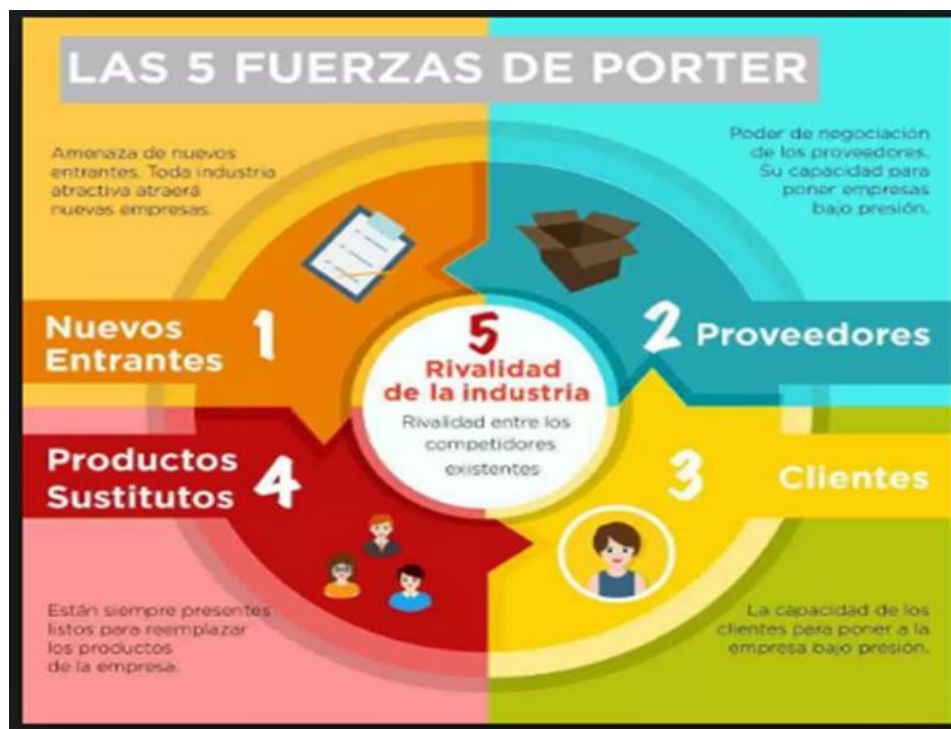 LAS 5 FUERZAS DE PORTER
Amenaza de nuevos
entrantes. Toda industria
atractiva atraerá
nuevas empresas.
Poder de negociación
de los proveedores.
Su capacidad para
poner empresas
bajo presión.
Nuevos
Entrantes
1
2
Proveedores
5
Rivalidad
de la industria
Rivalidad entre los
competidores
existentes
Productos
Sustitutos
4
3
Clientes
Están siempre presentes
listos para reemplazar
los productos
de la empresa.
La capacidad de los
clientes para poner a la
empresa bajo presión.